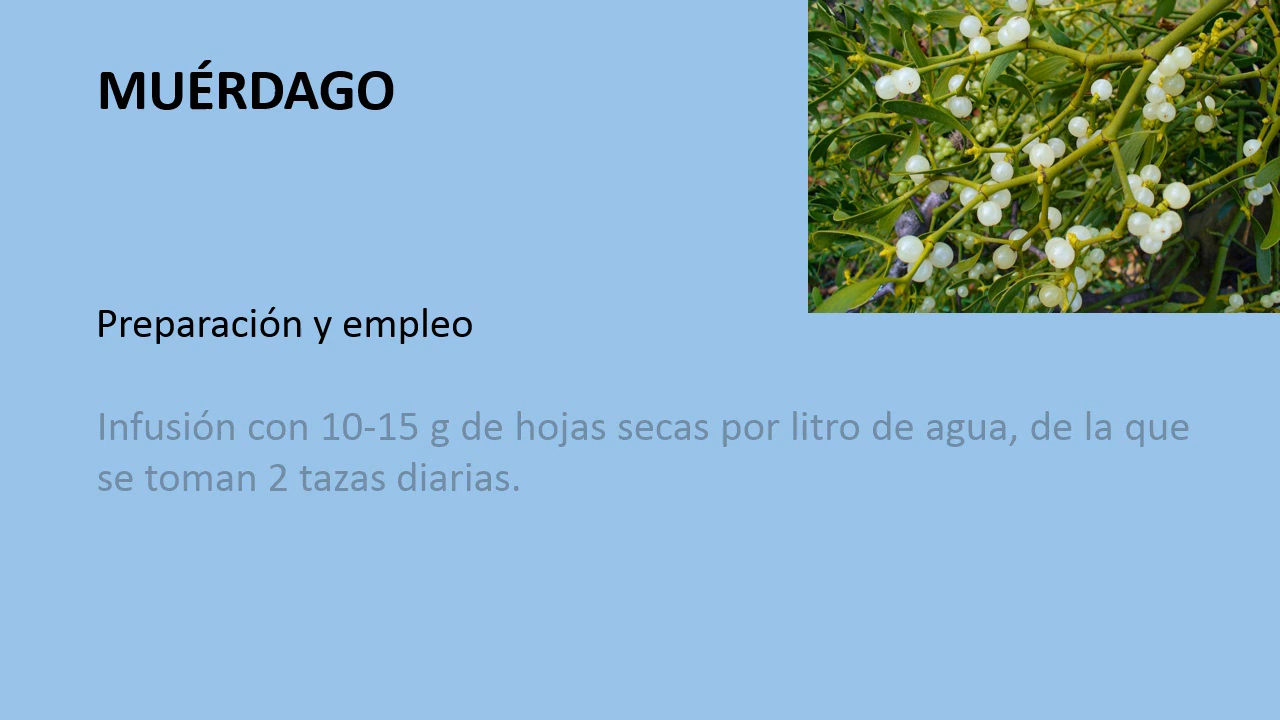 MUÉRDAGO
Preparación y empleo
Infusión con 10-15 g de hojas secas por litro de agua, de la que
se toman 2 tazas diarias.